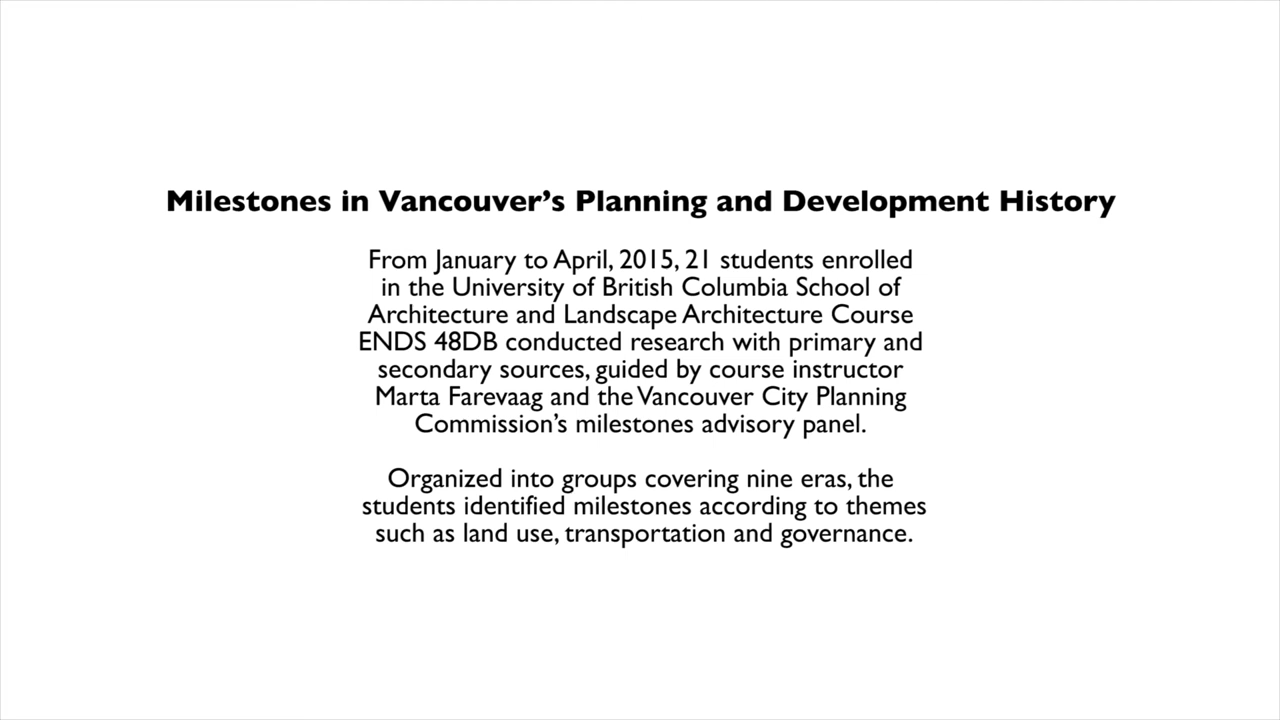 Milestones in Vancouver’s Planning and Development History
From January to April, 2015, 21 students enrolled
in the University of British Columbia School of
Architecture and Landscape Architecture Course
ENDS 48DB conducted research with primary and
secondary sources, guided by course instructor
Marta Farevaag and the Vancouver City Planning
Commission’s milestones advisory panel.
Organized into groups covering nine eras, the
students identified milestones according to themes
such as land use, transportation and governance.